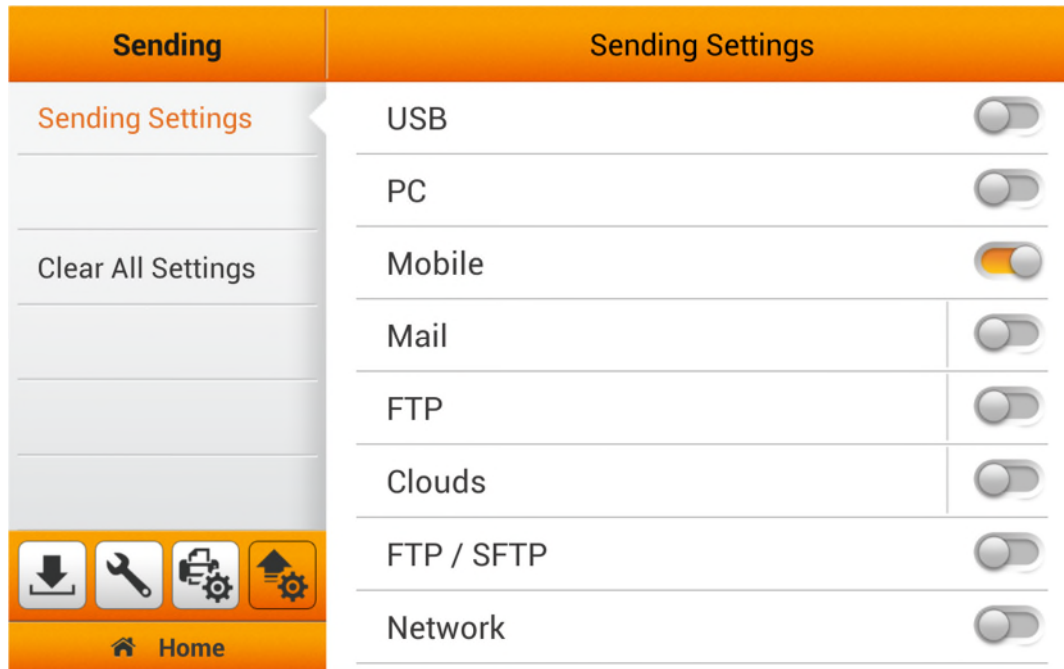 Sending
Sending Settings
Sending Settings
Clear All Settings
Home
USB
PC
Mobile
Mail
FTP
Clouds
FTP / SFTP
Network